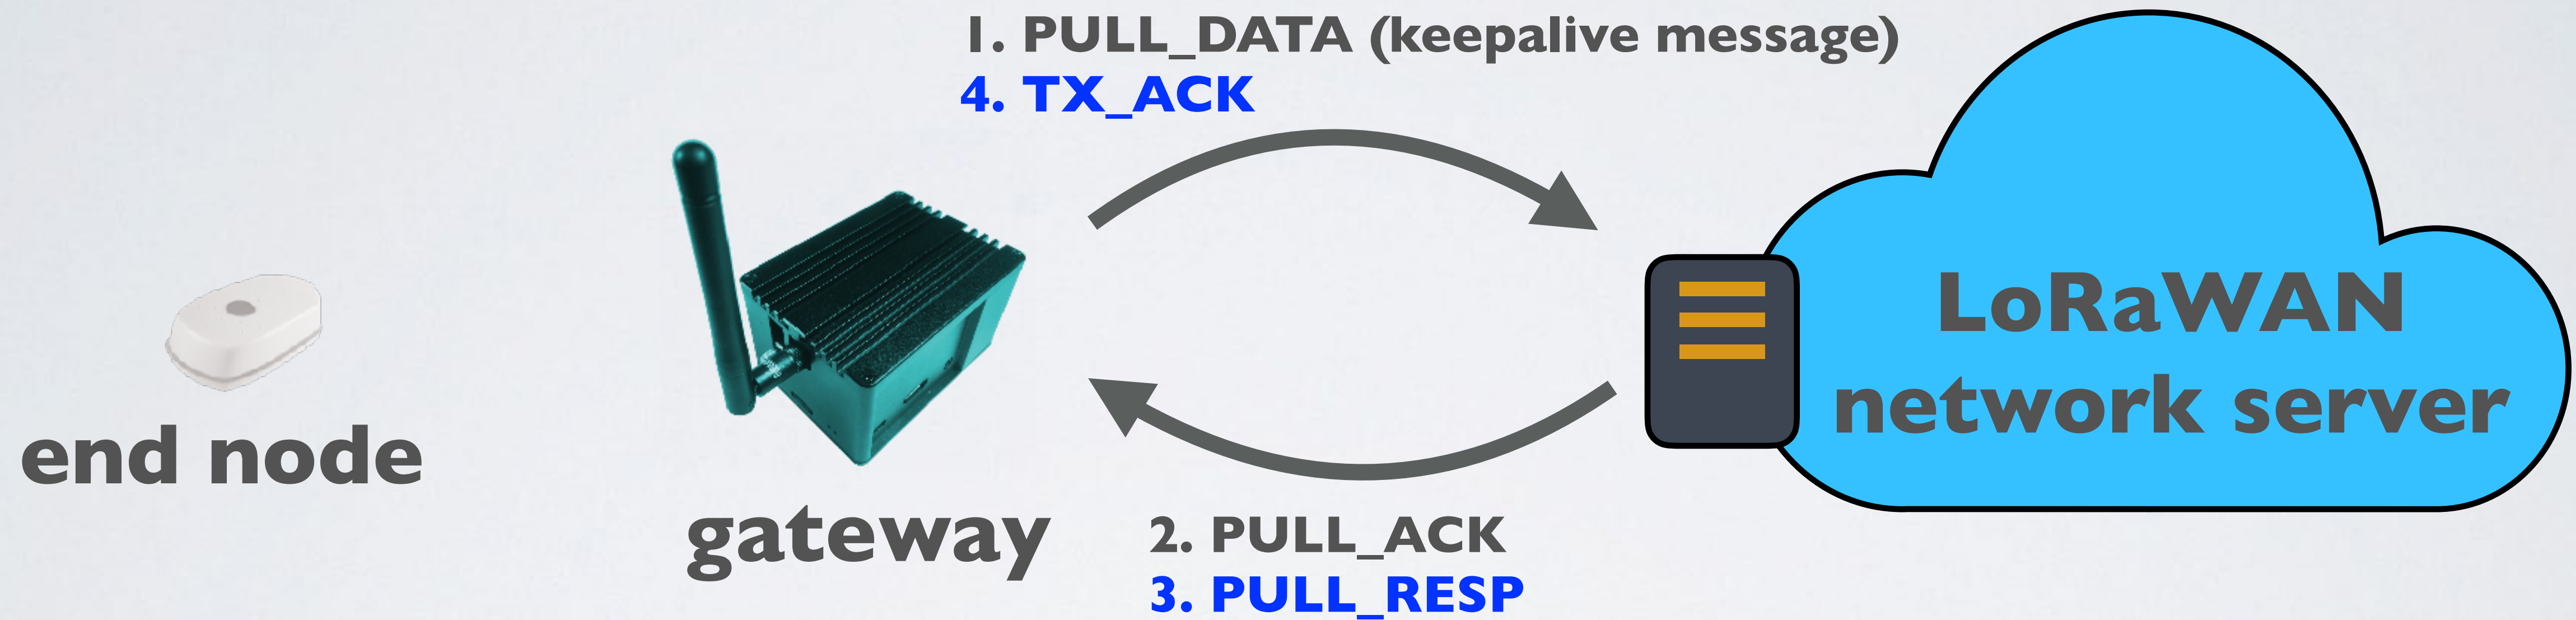 1. PULL_DATA (keepalive message)
4. TX_ACK
LoRaWAN
network server
end node
gateway
2. PULL_ACK
3. PULL_RESP